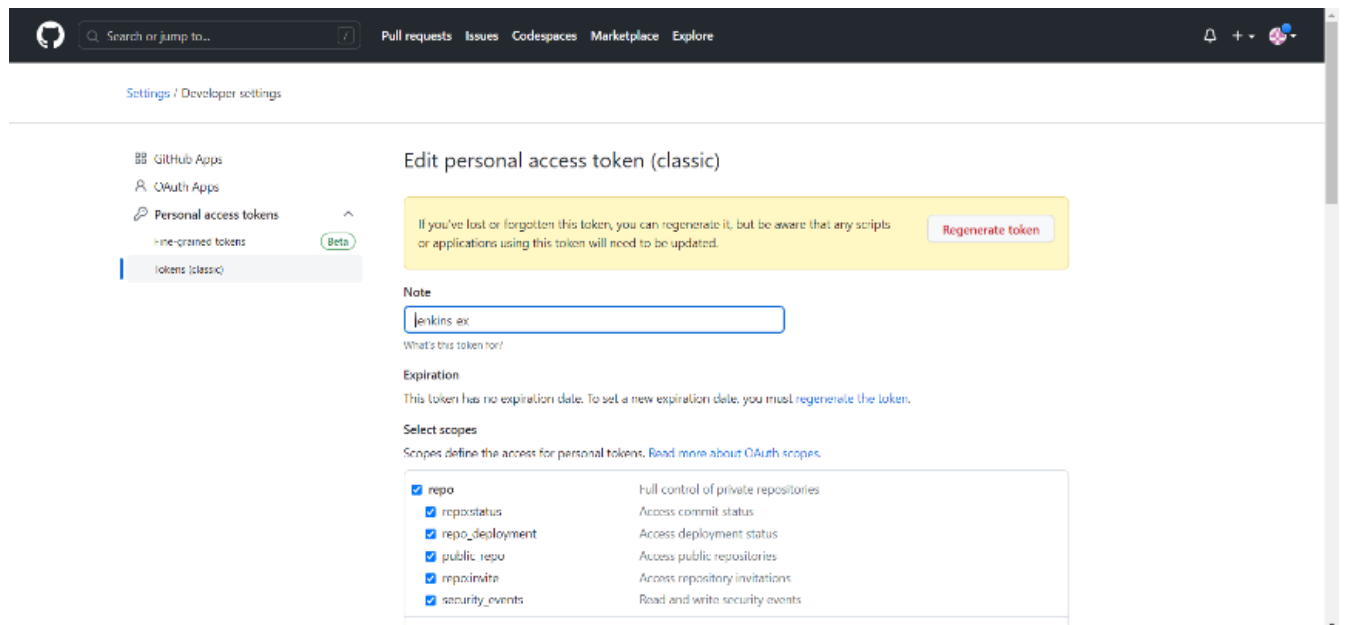 Search or jump to... /
Pull requests Issues Codespaces Marketplace Explore
Settings / Developer settings
GitHub Apps
OAuth Apps
Personal access tokens
Fine-grained tokens Beta
Tokens (classic)
Edit personal access token (classic)
If you've lost or forgotten this token, you can regenerate it, but be aware that any scripts
or applications using this token will need to be updated.
Regenerate token
Note
jenkins ex
What's this token for?
Expiration
This token has no expiration date. To set a new expiration date, you must regenerate the token.
Select scopes
Scopes define the access for personal tokens. Read more about OAuth scopes.
repo Full control of private repositories
repo:status Access commit status
repo_deployment Access deployment status
public_repo Access public repositories
repo:invite Access repository invitations
security_events Read and write security events